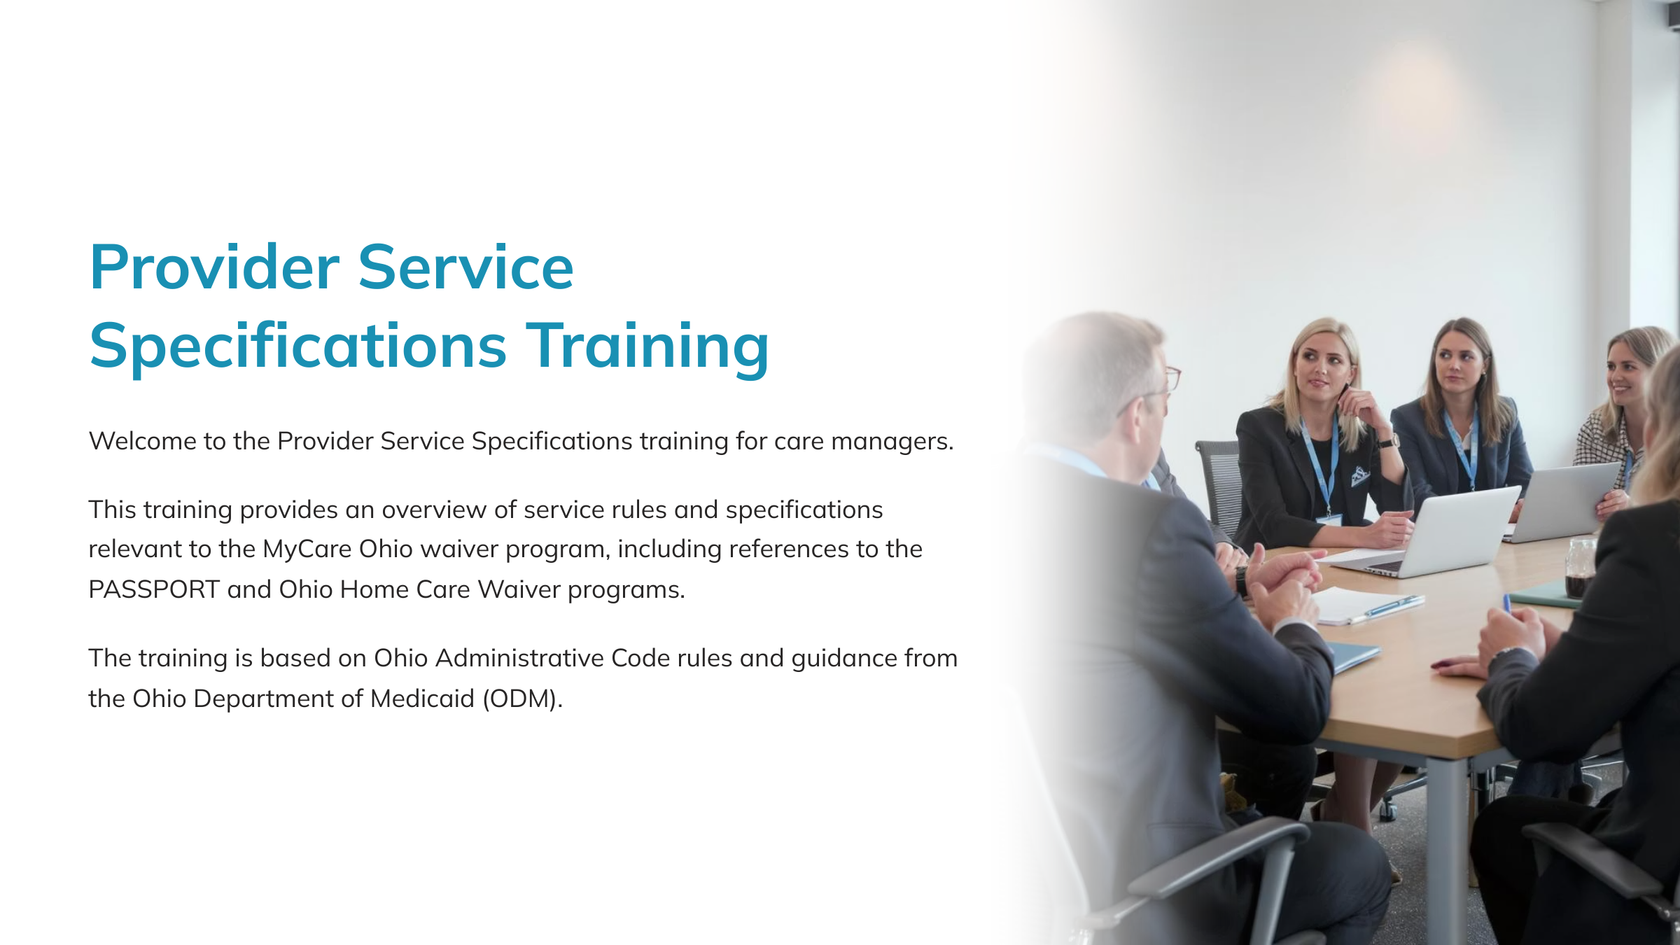 Provider Service
Specifications Training
Welcome to the Provider Service Specifications training for care managers.
This training provides an overview of service rules and specifications
relevant to the MyCare Ohio waiver program, including references to the
PASSPORT and Ohio Home Care Waiver programs.
The training is based on Ohio Administrative Code rules and guidance from
the Ohio Department of Medicaid (ODM).